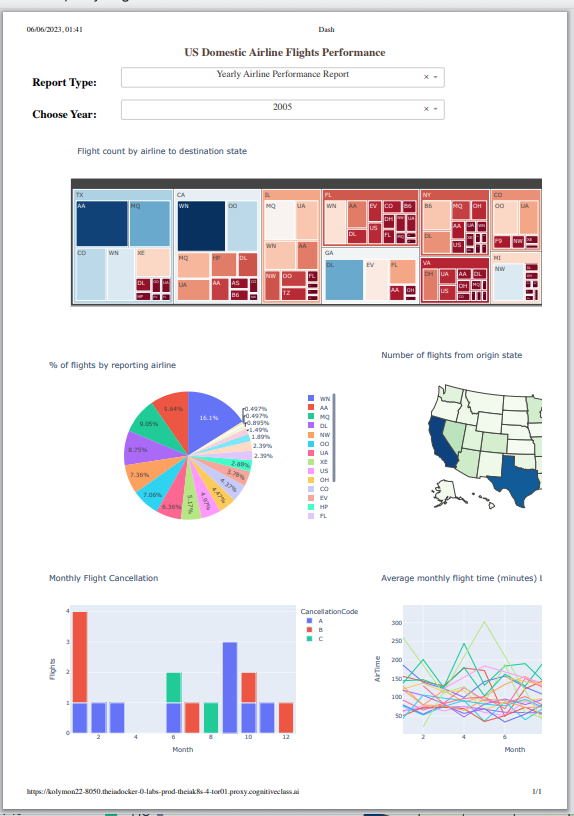 06/06/2023, 01:41 Dash
US Domestic Airline Flights Performance
Report Type: Yearly Airline Performance Report × ▾
Choose Year: 2005 × ▾
Flight count by airline to destination state
TX CA IL FL NY CO
AA MQ WN OO MQ UA WN AA EV CO B6 B6 MQ OH OO UA
DH
DL US DL AA UA US F9 NW
CO WN XE MQ HP DL WN AA GA VA MI
DL EV FL DH AA DL NW
DL UA AA AS NW OO FL UA OH
B6 TZ AA DH US
% of flights by reporting airline
Number of flights from origin state
16.1%
9.64%
9.05%
8.75%
7.36%
7.06%
6.36%
5.17%
4.97%
4.47%
4.37%
3.78%
2.88%
2.39%
2.39%
1.89%
1.49%
0.895%
0.497%
0.497%
WN
AA
MQ
DL
OH
NW
OO
UA
XE
US
CO
EV
HP
FL
Monthly Flight Cancellation
Average monthly flight time (minutes) b
CancellationCode
A
B
C
Flights
4
3
2
1
0
2 4 6 8 10 12
Month
AirTime
300
250
200
150
100
50
2 4 6
Month
https://kolymon22-8050.theiadocker-0-labs-prod-theiak8s-4-tor01.proxy.cognitiveclass.ai 1/1